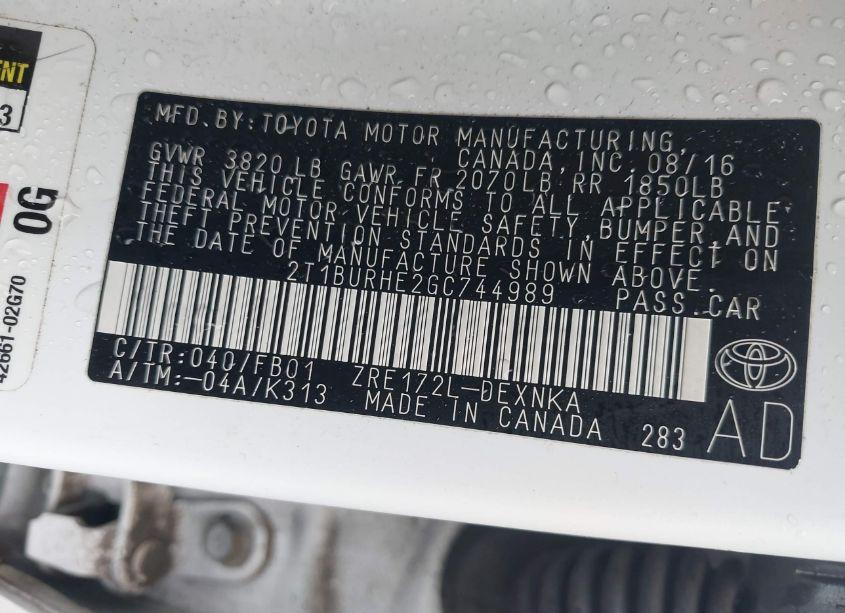 ENT
3
OG
42661-02G70
MFD. BY: TOYOTA MOTOR MANUFACTURING,
CANADA, INC. 08/16
GVWR 3820 LB GAWR FR 2070LB RR 1850LB
THIS VEHICLE CONFORMS TO ALL APPLICABLE
FEDERAL MOTOR VEHICLE SAFETY, BUMPER, AND
THEFT PREVENTION STANDARDS IN EFFECT ON
THE DATE OF MANUFACTURE SHOWN ABOVE.
2T1BURHE2GC744989 PASS. CAR
C/TR: 040/FB01 ZRE172L-DEXNKA
A/TM: -04A/K313 MADE IN CANADA 283
AD